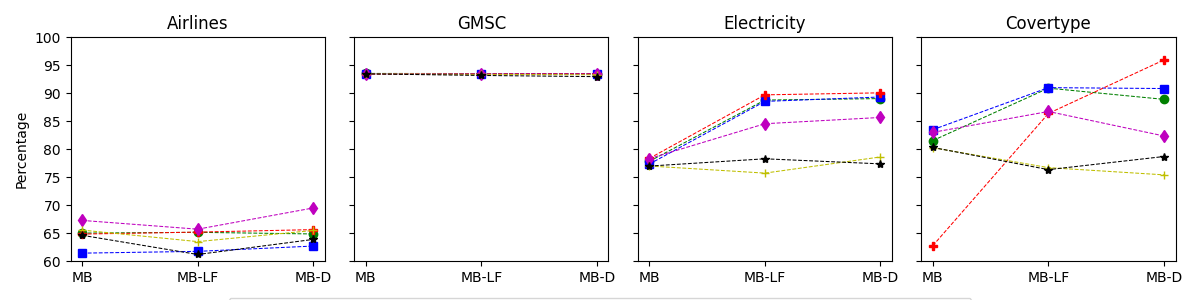 Airlines
GMSC
Electricity
Covertype
Percentage
100
95
90
85
80
75
70
65
60
MB MB-LF MB-D
MB MB-LF MB-D
MB MB-LF MB-D
MB MB-LF MB-D